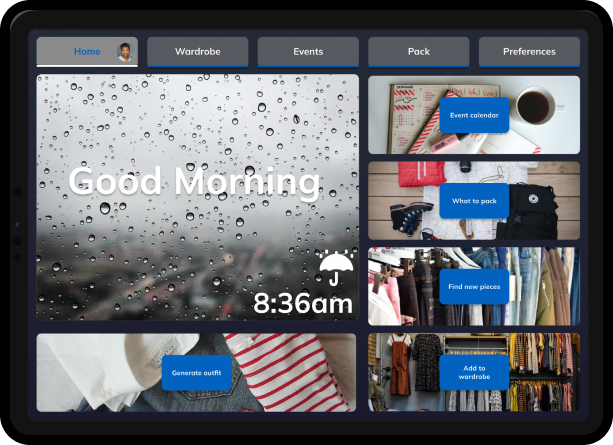 Home
Wardrobe
Events
Pack
Preferences
Good Morning
8:36am
Event calendar
What to pack
Find new pieces
Generate outfit
Add to
wardrobe